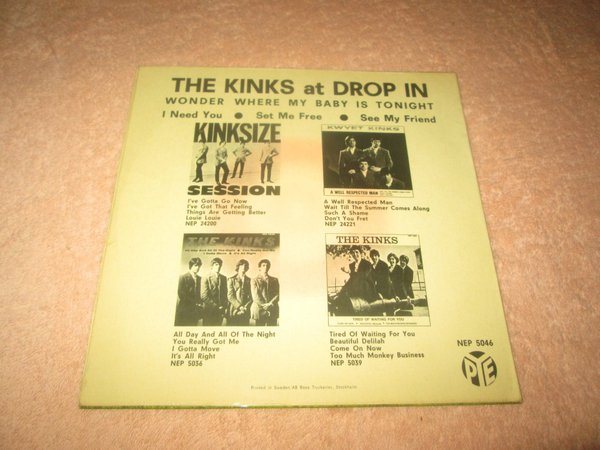 THE KINKS at DROP IN
WONDER WHERE MY BABY IS TONIGHT
I Need You ● Set Me Free ● See My Friend
KINKSIZE
SESSION
I've Gotta Go Now
I've Got That Feeling
Things Are Gotting Better
Louie Louie
NEP 24200
KWYET KINKS
A WELL RESPECTED MAN
A Well Respected Man
Wait Till The Summer Comes Along
Such A Shame
Don't You Fret
NEP 24221
THE KINKS
All Day And All Of The Night
You Really Got Me
I Gotta Move
It's All Right
NEP 5036
THE KINKS
TIRED OF WAITING FOR YOU
Tired Of Waiting For You
Beautiful Delilah
Come On Now
Too Much Monkey Business
NEP 5039
NEP 5046
PYE
Printed in Sweden AB Boas Tryckerier, Stockholm